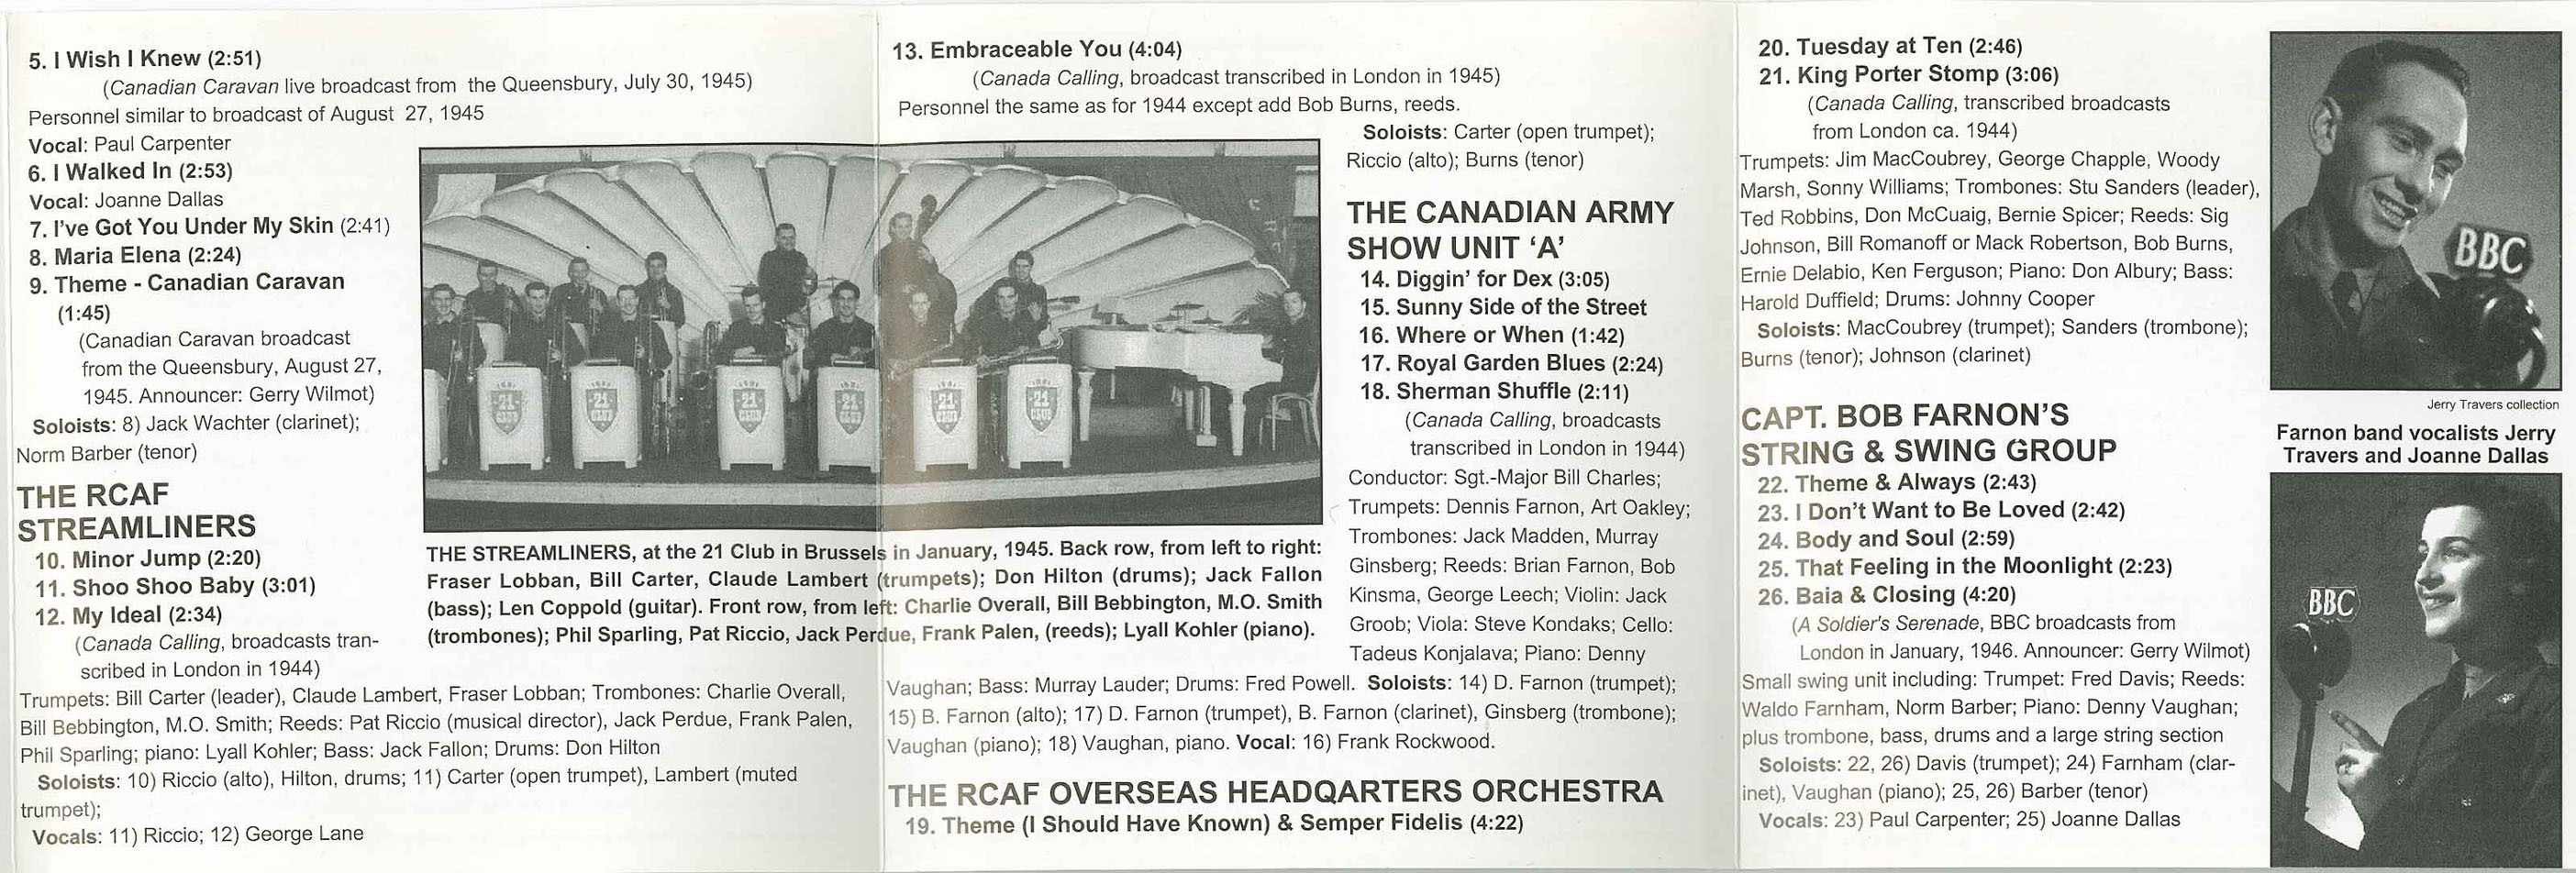 5. I Wish I Knew (2:51)
(Canadian Caravan live broadcast from the Queensbury, July 30, 1945)
Personnel similar to broadcast of August 27, 1945
Vocal: Paul Carpenter
6. I Walked In (2:53)
Vocal: Joanne Dallas
7. I've Got You Under My Skin (2:41)
8. Maria Elena (2:24)
9. Theme - Canadian Caravan
(1:45)
(Canadian Caravan broadcast
from the Queensbury, August 27,
1945. Announcer: Gerry Wilmot)
Soloists: 8) Jack Wachter (clarinet);
Norm Barber (tenor)
THE RCAF
STREAMLINERS
10. Minor Jump (2:20)
11. Shoo Shoo Baby (3:01)
12. My Ideal (2:34)
(Canada Calling, broadcasts tran-
scribed in London in 1944)
Trumpets: Bill Carter (leader), Claude Lambert, Fraser Lobban; Trombones: Charlie Overall,
Bill Bebbington, M.O. Smith; Reeds: Pat Riccio (musical director), Jack Perdue, Frank Palen,
Phil Sparling; piano: Lyall Kohler; Bass: Jack Fallon; Drums: Don Hilton
Soloists: 10) Riccio (alto), Hilton, drums; 11) Carter (open trumpet), Lambert (muted
trumpet);
Vocals: 11) Riccio; 12) George Lane
21 CLUB
21 CLUB
21 CLUB
21 CLUB
21 CLUB
21 CLUB
THE STREAMLINERS, at the 21 Club in Brussels in January, 1945. Back row, from left to right:
Fraser Lobban, Bill Carter, Claude Lambert (trumpets); Don Hilton (drums); Jack Fallon
(bass); Len Coppold (guitar). Front row, from left: Charlie Overall, Bill Bebbington, M.O. Smith
(trombones); Phil Sparling, Pat Riccio, Jack Perdue, Frank Palen, (reeds); Lyall Kohler (piano).
13. Embraceable You (4:04)
(Canada Calling, broadcast transcribed in London in 1945)
Personnel the same as for 1944 except add Bob Burns, reeds.
Soloists: Carter (open trumpet);
Riccio (alto); Burns (tenor)
THE CANADIAN ARMY
SHOW UNIT ‘A’
14. Diggin' for Dex (3:05)
15. Sunny Side of the Street
16. Where or When (1:42)
17. Royal Garden Blues (2:24)
18. Sherman Shuffle (2:11)
(Canada Calling, broadcasts
transcribed in London in 1944)
Conductor: Sgt.-Major Bill Charles;
Trumpets: Dennis Farnon, Art Oakley;
Trombones: Jack Madden, Murray
Ginsberg; Reeds: Brian Farnon, Bob
Kinsma, George Leech; Violin: Jack
Groob; Viola: Steve Kondaks; Cello:
Tadeus Konjalava; Piano: Denny
Vaughan; Bass: Murray Lauder; Drums: Fred Powell. Soloists: 14) D. Farnon (trumpet);
15) B. Farnon (alto); 17) D. Farnon (trumpet), B. Farnon (clarinet), Ginsberg (trombone);
Vaughan (piano); 18) Vaughan, piano. Vocal: 16) Frank Rockwood.
THE RCAF OVERSEAS HEADQARTERS ORCHESTRA
19. Theme (I Should Have Known) & Semper Fidelis (4:22)
20. Tuesday at Ten (2:46)
21. King Porter Stomp (3:06)
(Canada Calling, transcribed broadcasts
from London ca. 1944)
Trumpets: Jim MacCoubrey, George Chapple, Woody
Marsh, Sonny Williams; Trombones: Stu Sanders (leader),
Ted Robbins, Don McCuaig, Bernie Spicer; Reeds: Sig
Johnson, Bill Romanoff or Mack Robertson, Bob Burns,
Ernie Delabio, Ken Ferguson; Piano: Don Albury; Bass:
Harold Duffield; Drums: Johnny Cooper
Soloists: MacCoubrey (trumpet); Sanders (trombone);
Burns (tenor); Johnson (clarinet)
CAPT. BOB FARNON'S
STRING & SWING GROUP
22. Theme & Always (2:43)
23. I Don't Want to Be Loved (2:42)
24. Body and Soul (2:59)
25. That Feeling in the Moonlight (2:23)
26. Baia & Closing (4:20)
(A Soldier's Serenade, BBC broadcasts from
London in January, 1946. Announcer: Gerry Wilmot)
Small swing unit including: Trumpet: Fred Davis; Reeds:
Waldo Farnham, Norm Barber; Piano: Denny Vaughan;
plus trombone, bass, drums and a large string section
Soloists: 22, 26) Davis (trumpet); 24) Farnham (clar-
inet), Vaughan (piano); 25, 26) Barber (tenor)
Vocals: 23) Paul Carpenter; 25) Joanne Dallas
BBC
Jerry Travers collection
Farnon band vocalists Jerry
Travers and Joanne Dallas
BBC